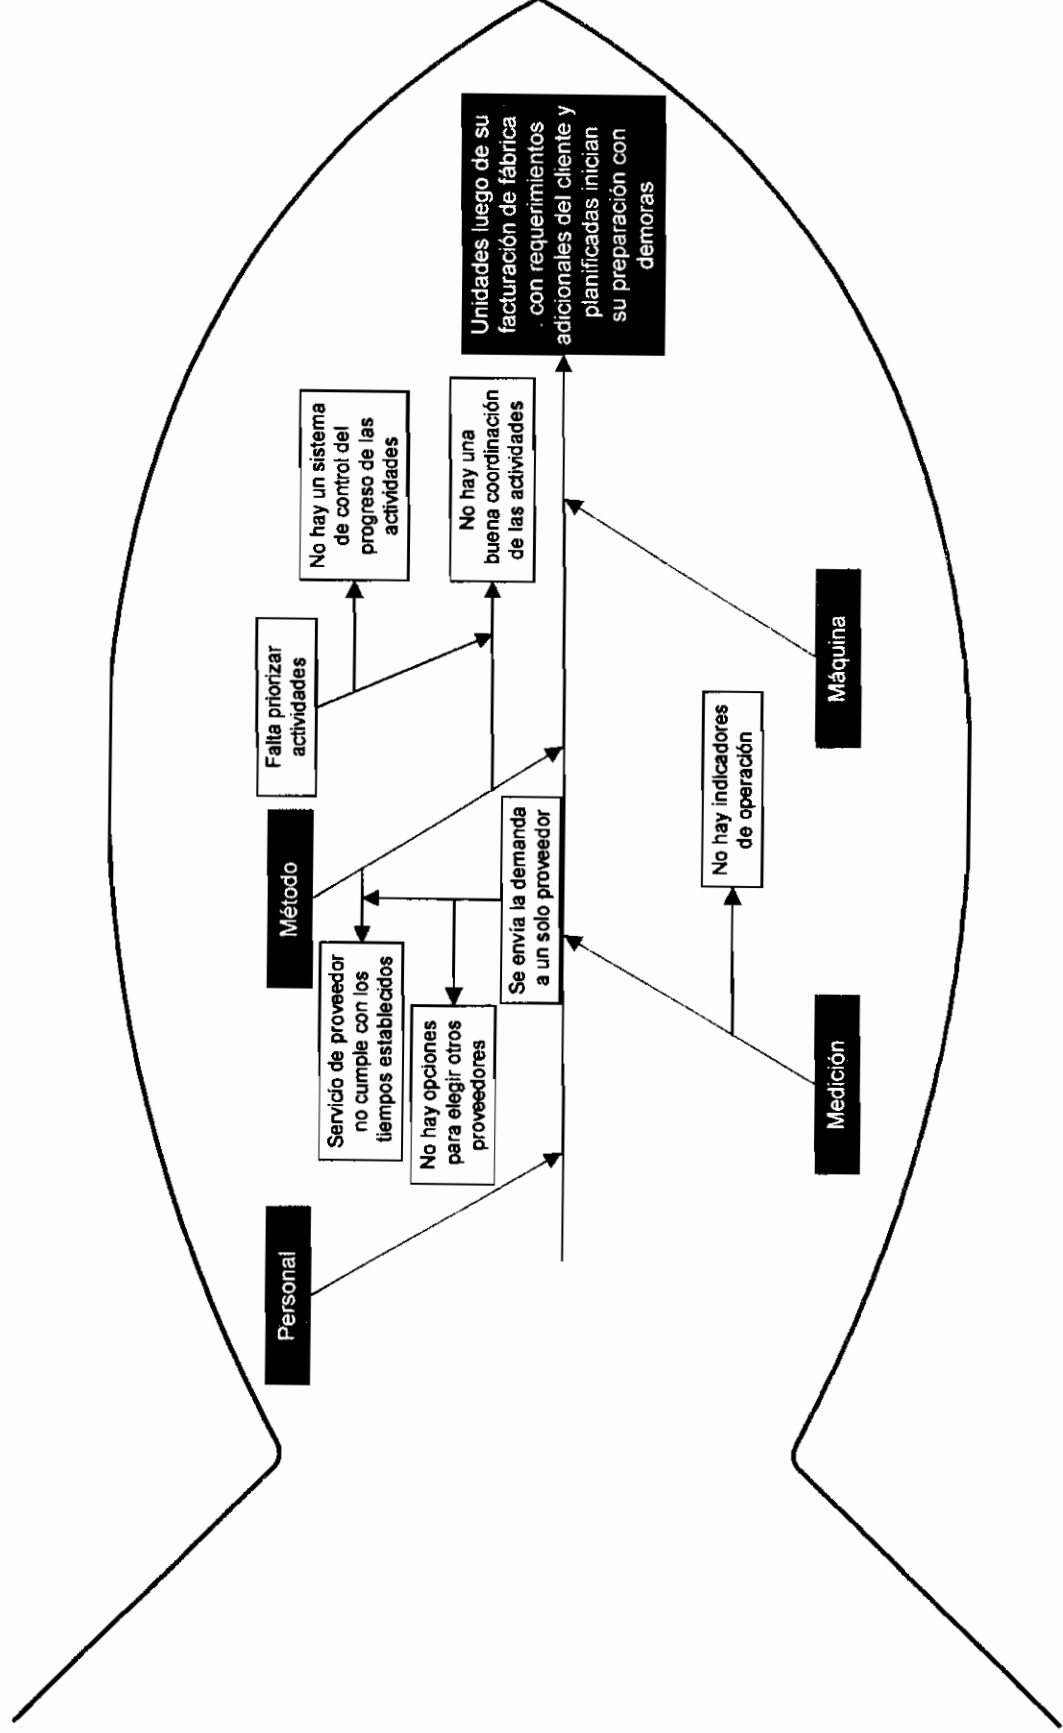 Personal
Método
Falta priorizar
actividades
No hay un sistema
de control del
progreso de las
actividades
Servicio de proveedor
no cumple con los
tiempos establecidos
No hay opciones
para elegir otros
proveedores
Se envía la demanda
a un solo proveedor
No hay una
buena coordinación
de las actividades
Unidades luego de su
facturación de fábrica
. con requerimientos
adicionales del cliente y
planificadas inician
su preparación con
demoras
No hay indicadores
de operación
Medición
Máquina